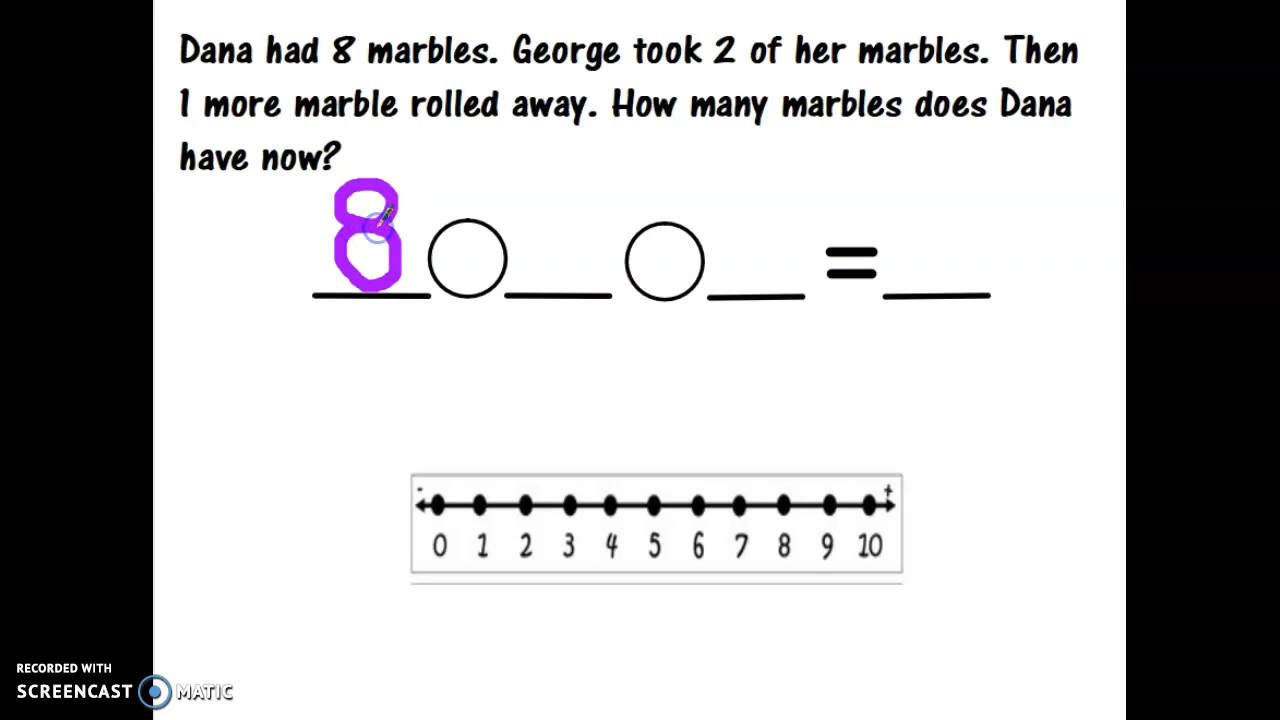 Dana had 8 marbles. George took 2 of her marbles. Then
1 more marble rolled away. How many marbles does Dana
have now?
8 =
- +
0 1 2 3 4 5 6 7 8 9 10
RECORDED WITH
SCREENCAST MATIC